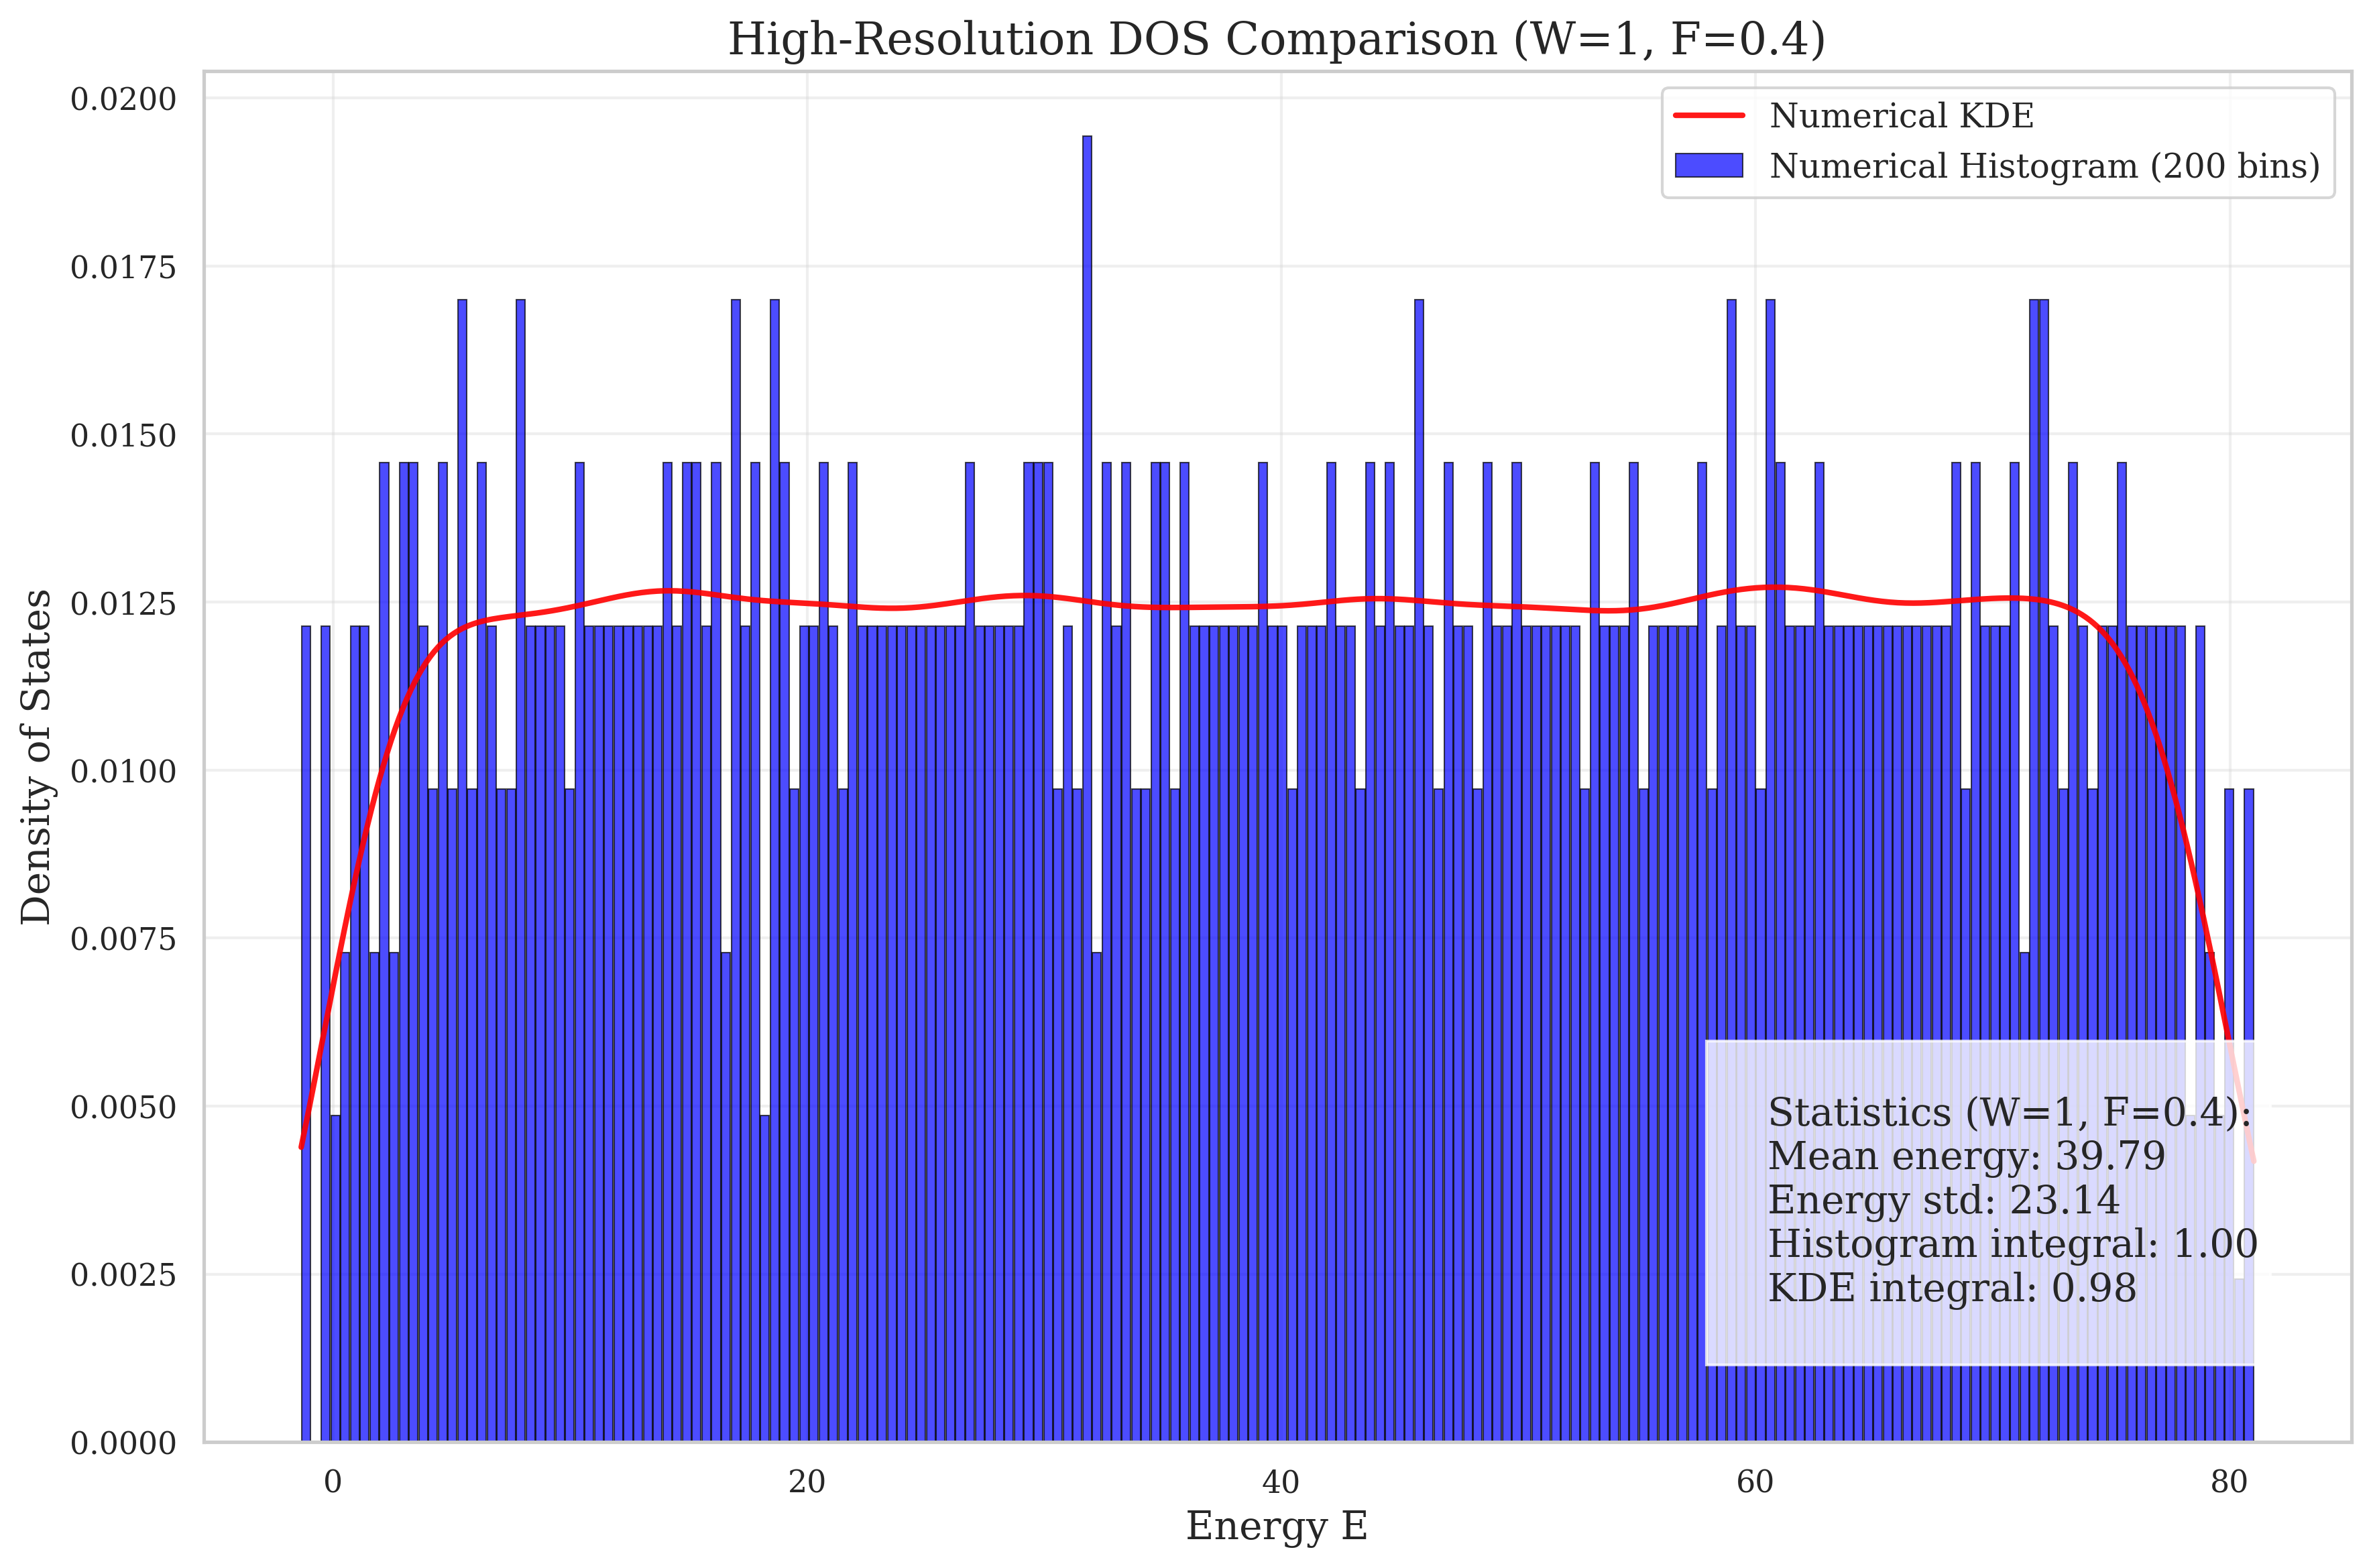 High-Resolution DOS Comparison (W=1, F=0.4)
Numerical KDE
Numerical Histogram (200 bins)
0.0200
0.0175
0.0150
0.0125
0.0100
0.0075
0.0050
0.0025
0.0000
Density of States
Statistics (W=1, F=0.4):
Mean energy: 39.79
Energy std: 23.14
Histogram integral: 1.00
KDE integral: 0.98
0
20
40
60
80
Energy E